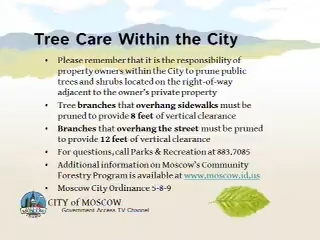 Tree Care Within the City
• Please remember that it is the responsibility of
property owners within the City to prune public
trees and shrubs located on the right-of-way
adjacent to the owner's private property
• Tree branches that overhang sidewalks must be
pruned to provide 8 feet of vertical clearance
• Branches that overhang the street must be pruned
to provide 12 feet of vertical clearance
• For questions, call Parks & Recreation at 883.7085
• Additional information on Moscow's Community
Forestry Program is available at www.moscow.id.us
• Moscow City Ordinance 5-8-9
CITY of MOSCOW
Government Access TV Channel